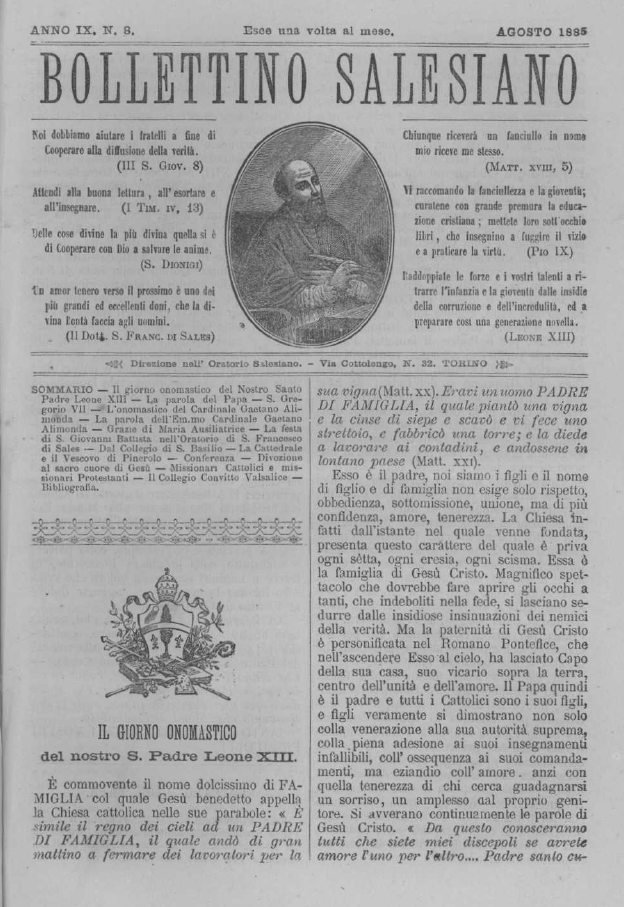 ANNO IX. N. 8.
Esce una volta al mese.
AGOSTO 1885
BOLLETTINO SALESIANO
Noi dobbiamo aiutare i fratelli a fine di
Cooperare alla diffusione della verità.
(III S. GIOV. 8)
Attendi alla buona lettura, all'esortare e
all'insegnare. (I TIM. IV, 13)
Delle cose divine la più divina quella si è
di Cooperare con Dio a salvare le anime.
(S. DIONIGI)
Un amor tenero verso il prossimo è uno dei
più grandi ed eccellenti doni, che la di-
vina Bontà faccia agli uomini.
(Il Dott. S. FRANC. DI SALES)
Chiunque riceverà un fanciullo in nome
mio riceve me stesso.
(MATT. XVIII, 5)
Vi raccomando la fanciullezza e la gioventù;
curatene con grande premura la educa-
zione cristiana; mettete loro sott'occhio
libri, che insegnino a fuggire il vizio
e a praticare la virtù. (PIO IX)
Raddoppiate le forze e i vostri talenti a ri-
trarre l'infanzia e la gioventù dalle insidie
della corruzione e dell'incredulità, ed a
preparare così una generazione novella.
(LEONE XIII)
Direzione nell' Oratorio Salesiano. – Via Cottolengo, N. 32. TORINO
SOMMARIO — Il giorno onomastico del Nostro Santo
Padre Leone XIII — La parola del Papa — S. Gre-
gorio VII — L'onomastico del Cardinale Gaetano Ali-
monda — La parola dell'Em.mo Cardinale Gaetano
Alimonda — Grazie di Maria Ausiliatrice — La festa
di S. Giovanni Battista nell'Oratorio di S. Francesco
di Sales — Dal Collegio di S. Basilio — La Cattedrale
e il Vescovo di Pinerolo — Conferenza — Divozione
al sacro cuore di Gesù — Missionari Cattolici e mis-
sionari Protestanti — Il Collegio Convitto Valsalice —
Bibliografia.
IL GIORNO ONOMASTICO
del nostro S. Padre Leone XIII.
È commovente il nome dolcissimo di FA-
MIGLIA col quale Gesù benedetto appella
la Chiesa cattolica nelle sue parabole: « È
simile il regno dei cieli ad un PADRE
DI FAMIGLIA, il quale andò di gran
mattino a fermare dei lavoratori per la
sua vigna (Matt. XX). Eravi un uomo PADRE
DI FAMIGLIA, il quale piantò una vigna
e la cinse di siepe e scavò e vi fece uno
strettoio, e fabbricò una torre; e la diede
a lavorare ai contadini, e andossene in
lontano paese (Matt. XXI).
Esso è il padre, noi siamo i figli e il nome
di figlio e di famiglia non esige solo rispetto,
obbedienza, sottomissione, unione, ma di più
confidenza, amore, tenerezza. La Chiesa in-
fatti dall'istante nel quale venne fondata,
presenta questo caràttere del quale è priva
ogni sètta, ogni eresia, ogni scisma. Essa è
la famiglia di Gesù Cristo. Magnifico spet-
tacolo che dovrebbe fare aprire gli occhi a
tanti, che indeboliti nella fede, si lasciano se-
durre dalle insidiose insinuazioni dei nemici
della verità. Ma la paternità di Gesù Cristo
è personificata nel Romano Pontefice, che
nell'ascendere Esso al cielo, ha lasciato Capo
della sua casa, suo vicario sopra la terra,
centro dell'unità e dell'amore. Il Papa quindi
è il padre e tutti i Cattolici sono i suoi figli,
e figli veramente si dimostrano non solo
colla venerazione alla sua autorità suprema,
colla piena adesione ai suoi insegnamenti
infallibili, coll' ossequenza ai suoi comanda-
menti, ma eziandio coll' amore. anzi con
quella tenerezza di chi cerca guadagnarsi
un sorriso, un amplesso dal proprio geni-
tore. Si avverano continuamente le parole di
Gesù Cristo. « Da questo conosceranno
tutti che siete miei discepoli se avrete
amore l'uno per l'altro.... Padre santo cu-